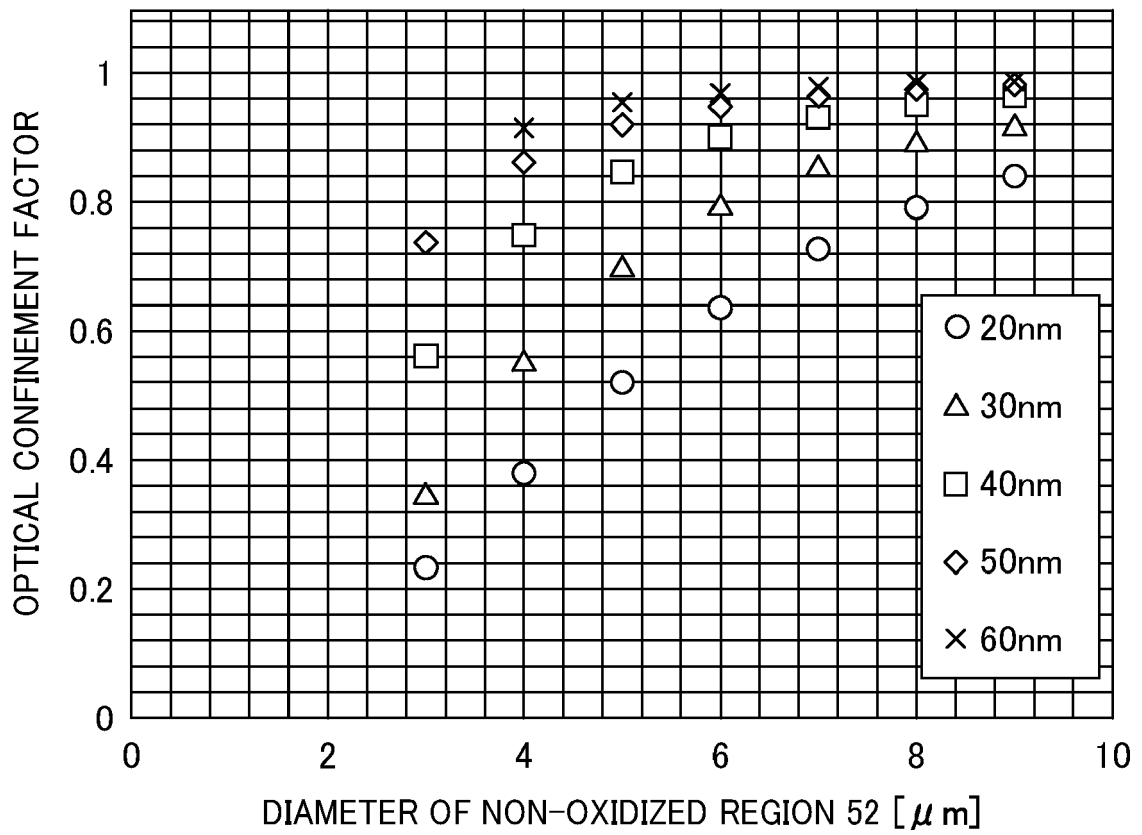 OPTICAL CONFINEMENT FACTOR
1
0.8
0.6
0.4
0.2
0
0
2
4
6
8
10
DIAMETER OF NON-OXIDIZED REGION 52 [μm]
20nm
30nm
40nm
50nm
60nm